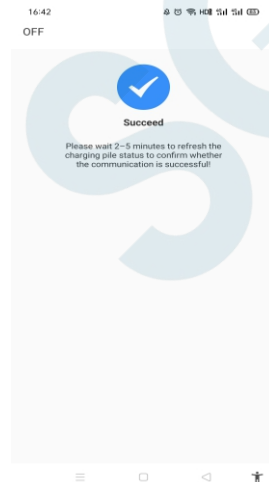 16:42
OFF
Succeed
Please wait 2~5 minutes to refresh the
charging pile status to confirm whether
the communication is successful!